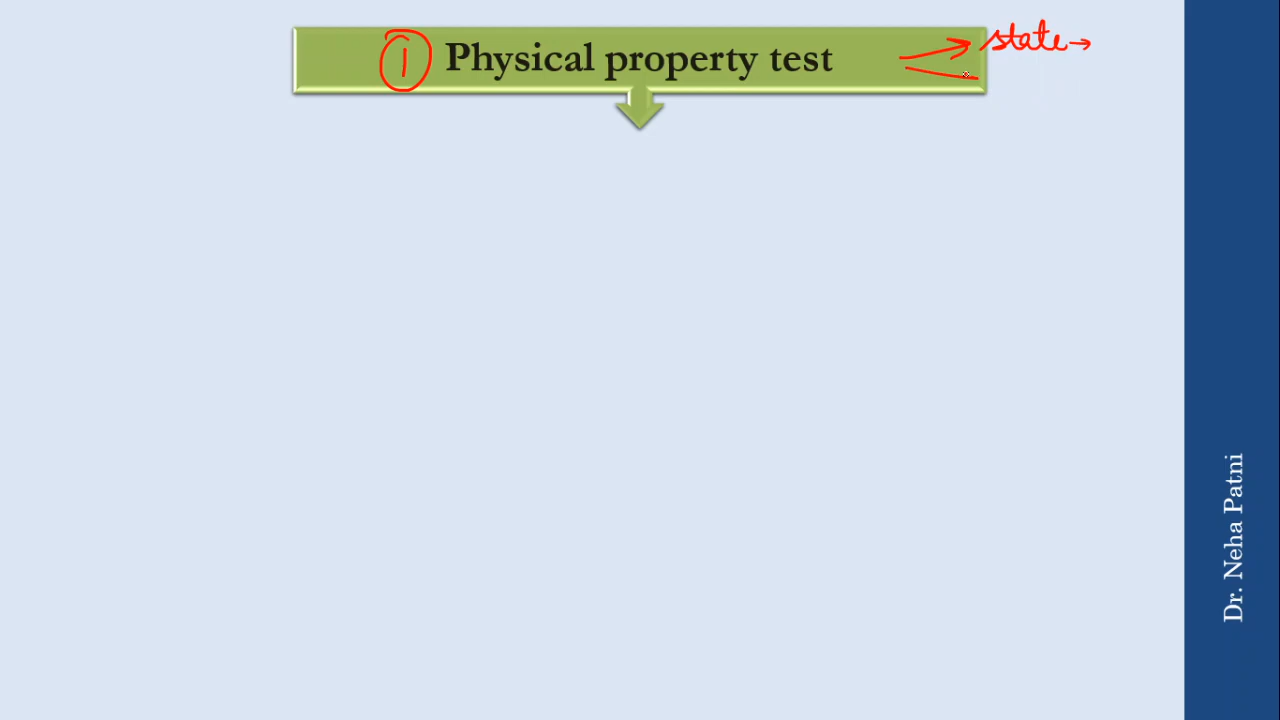 1 Physical property test
state →
Dr. Neha Patni